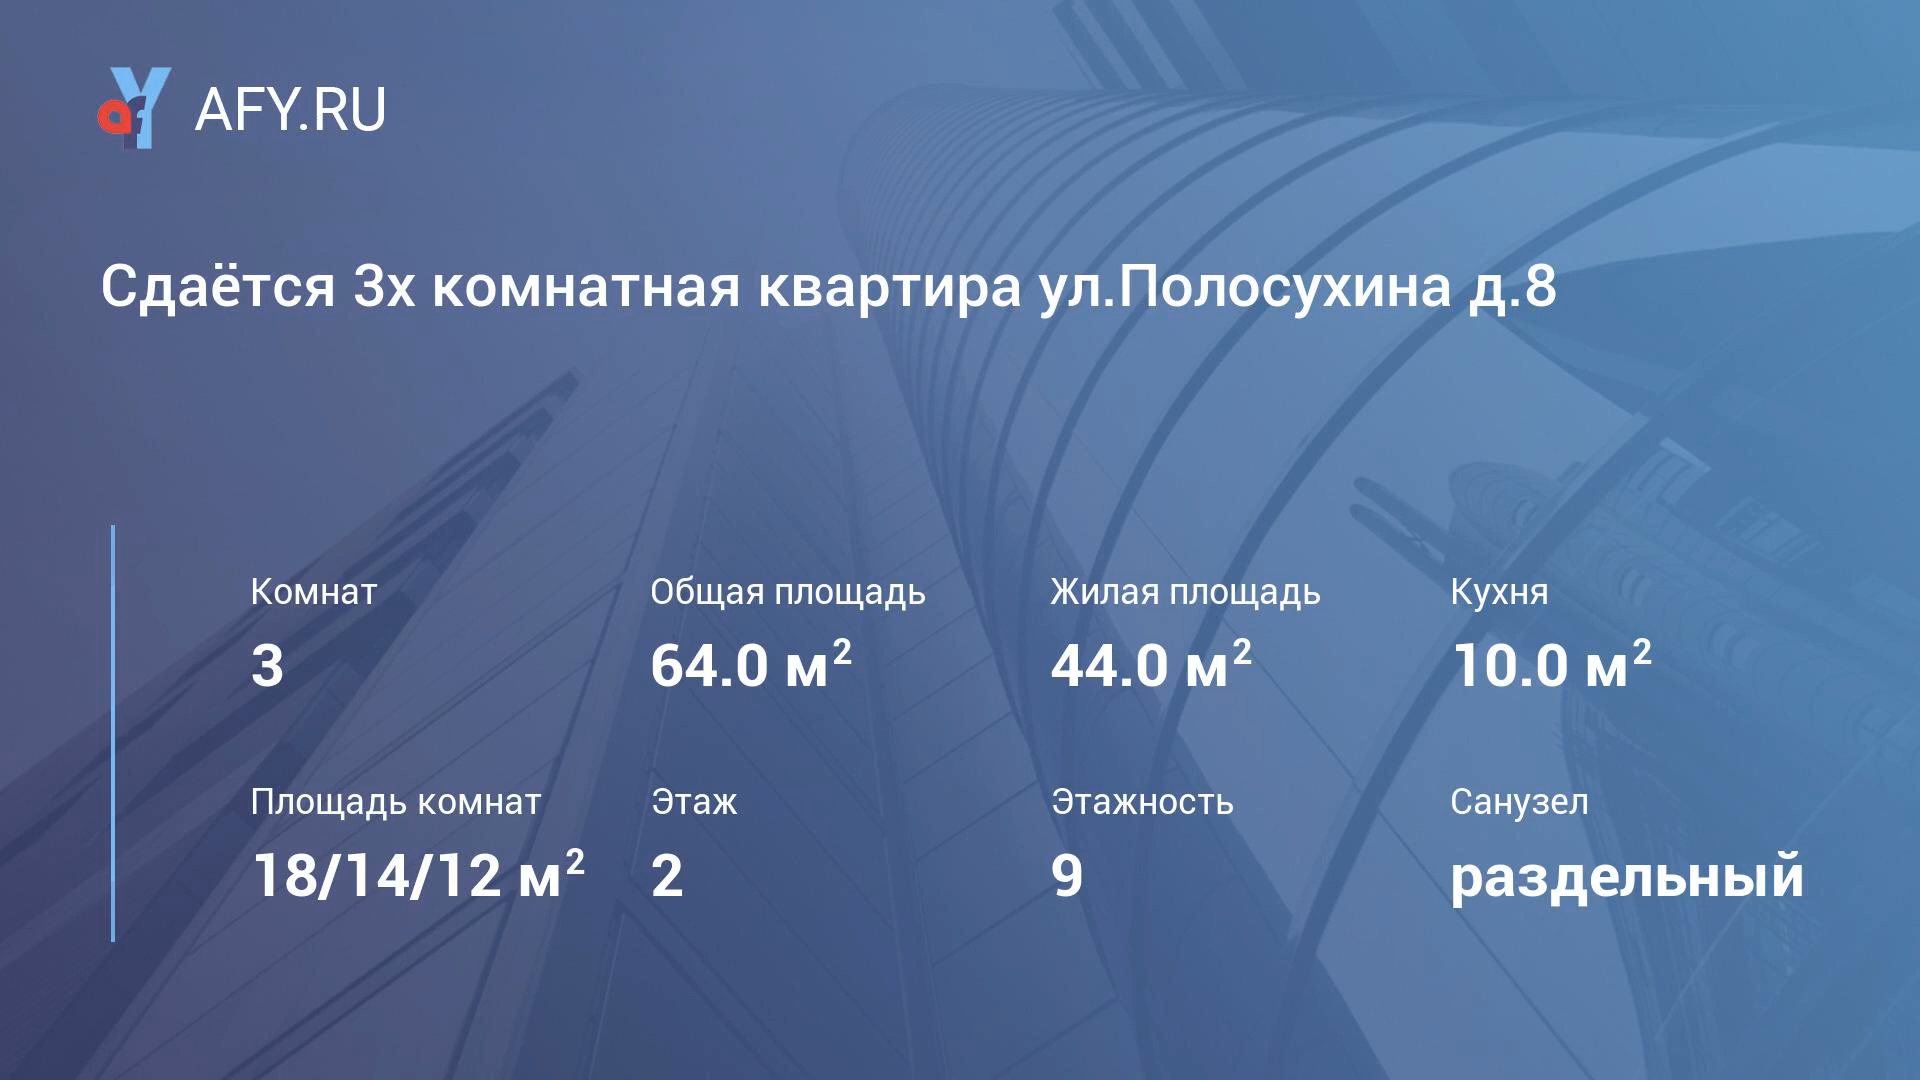 AFY.RU
Сдаётся 3х комнатная квартира ул.Полосухина д.8
Комнат
3
Общая площадь
64.0 м²
Жилая площадь
44.0 м²
Кухня
10.0 м²
Площадь комнат
18/14/12 м²
Этаж
2
Этажность
9
Санузел
раздельный